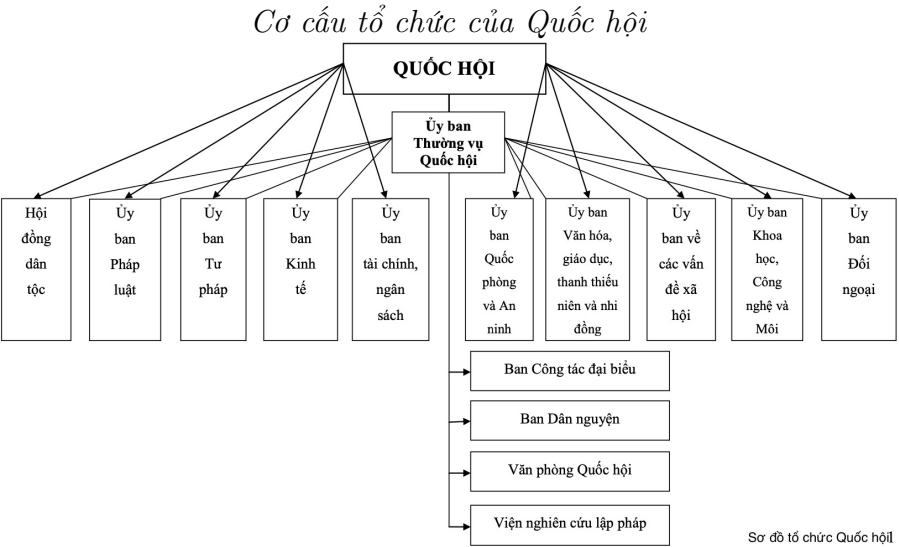 Cơ cấu tổ chức của Quốc hội
QUỐC HỘI
Ủy ban
Thường vụ
Quốc hội
Hội
đồng
dân
tộc
Ủy
ban
Pháp
luật
Ủy
ban
Tư
pháp
Ủy
ban
Kinh
tế
Ủy
ban
tài chính,
ngân
sách
Ủy
ban
Quốc
phòng
và An
ninh
Ủy ban
Văn hóa,
giáo dục,
thanh thiếu
niên và nhi
đồng
Ủy
ban về
các vấn
đề xã
hội
Ủy ban
Khoa
học,
Công
nghệ và
Môi
Ủy
ban
Đối
ngoại
Ban Công tác đại biểu
Ban Dân nguyện
Văn phòng Quốc hội
Viện nghiên cứu lập pháp
Sơ đồ tổ chức Quốc hội1